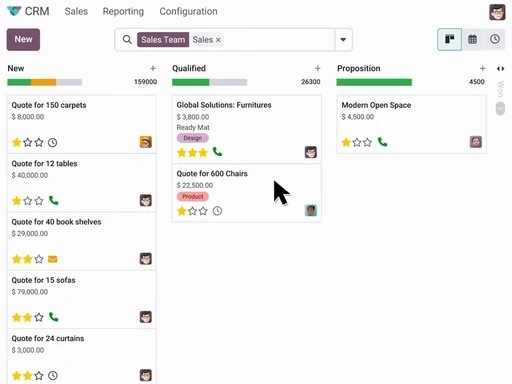 CRM Sales Reporting Configuration
New
Sales Team Sales ×
New + 159000
Quote for 150 carpets
$ 8,000.00
Quote for 12 tables
$ 40,000.00
Quote for 40 book shelves
$ 29,000.00
Quote for 15 sofas
$ 79,000.00
Quote for 24 curtains
$ 3,000.00
Qualified + 26300
Global Solutions: Furnitures
$ 3,800.00
Ready Mat
Design
Quote for 600 Chairs
$ 22,500.00
Product
Proposition + 4500
Modern Open Space
$ 4,500.00
Won